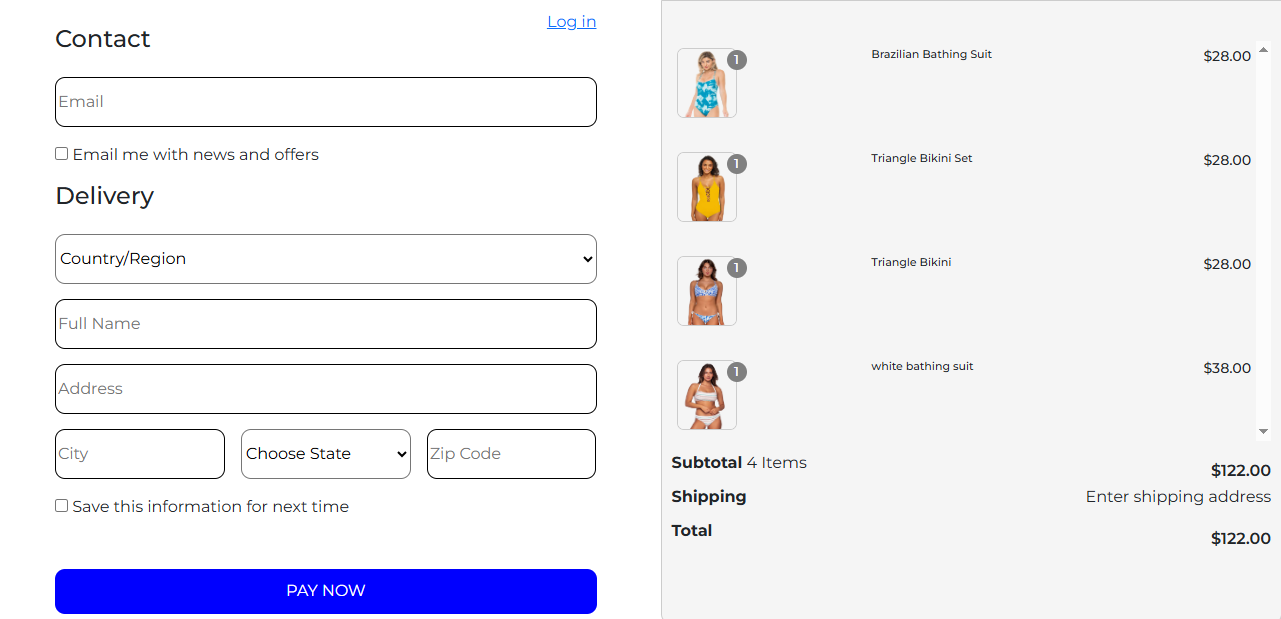 Log in
Contact
Email
Email me with news and offers
Delivery
Country/Region
Full Name
Address
City
Choose State
Zip Code
Save this information for next time
PAY NOW
1
Brazilian Bathing Suit
$28.00
1
Triangle Bikini Set
$28.00
1
Triangle Bikini
$28.00
1
white bathing suit
$38.00
Subtotal 4 Items
$122.00
Shipping
Enter shipping address
Total
$122.00